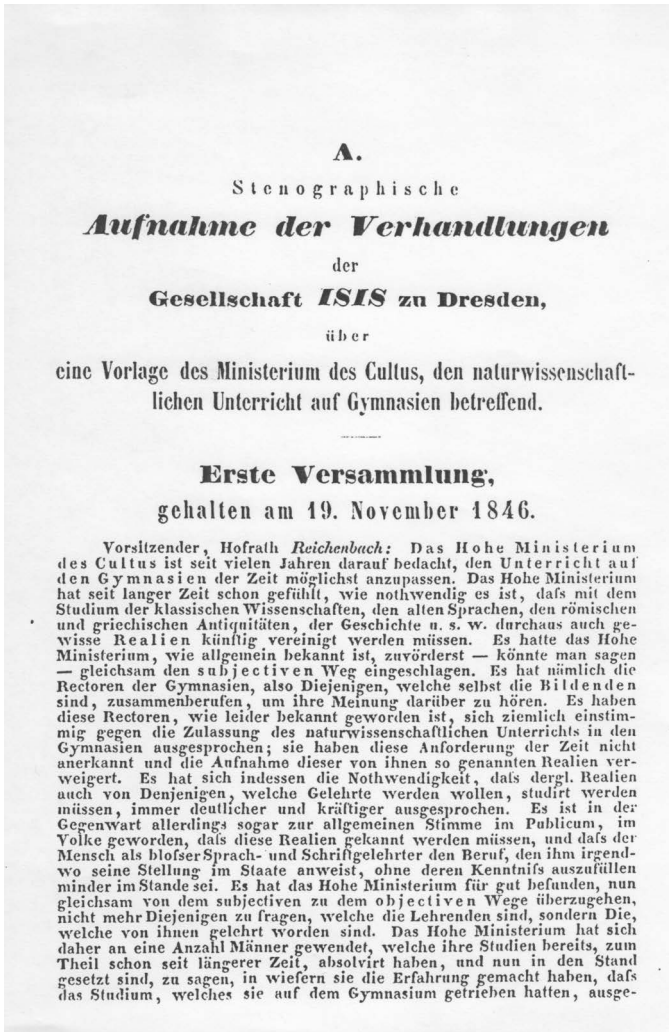 A.
Stenographische
Aufnahme der Verhandlungen
der
Gesellschaft ISIS zu Dresden,
über
eine Vorlage des Ministerium des Cultus, den naturwissenschaft-
lichen Unterricht auf Gymnasien betreffend.
Erste Versammlung,
gehalten am 19. November 1846.
Vorsitzender, Hofrath Reichenbach: Das Hohe Ministerium
des Cultus ist seit vielen Jahren darauf bedacht, den Unterricht auf
den Gymnasien der Zeit möglichst anzupassen. Das Hohe Ministerium
hat seit langer Zeit schon gefühlt, wie nothwendig es ist, dafs mit dem
Studium der klassischen Wissenschaften, den alten Sprachen, den römischen
und griechischen Antiqnitäten, der Geschichte u. s. w. durchaus auch ge-
wisse Realien künftig vereinigt werden müssen. Es hatte das Hohe
Ministerium, wie allgemein bekannt ist, zuvörderst — könnte man sagen
— gleichsam den subjectiven Weg eingeschlagen. Es hat nämlich die
Rectoren der Gymnasien, also Diejenigen, welche selbst die Bildenden
sind, zusammenberufen, um ihre Meinung darüber zu hören. Es haben
diese Rectoren, wie leider bekannt geworden ist, sich ziemlich einstim-
mig gegen die Zulassung des naturwissenschaftlichen Unterrichts in den
Gymnasien ausgesprochen; sie haben diese Anforderung der Zeit nicht
anerkannt und die Aufnahme dieser von ihnen so genannten Realien ver-
weigert. Es hat sich indessen die Nothwendigkeit, dafs dergl. Realien
auch von Denjenigen, welche Gelehrte werden wollen, studirt werden
müssen, immer deutlicher und kräftiger ausgesprochen. Es ist in der
Gegenwart allerdings sogar zur allgemeinen Stimme im Publicum, im
Volke geworden, dafs diese Realien gekannt werden müssen, und dafs der
Mensch als blofser Sprach- und Schriftgelehrter den Beruf, den ihm irgend-
wo seine Stellung im Staate anweist, ohne deren Kenntnifs auszufüllen
minder im Stande sei. Es hat das Hohe Ministerium für gut befunden, nun
gleichsam von dem subjectiven zu dem objectiven Wege überzugehen,
nicht mehr Diejenigen zu fragen, welche die Lehrenden sind, sondern Die,
welche von ihnen gelehrt worden sind. Das Hohe Ministerium hat sich
daher an eine Anzahl Männer gewendet, welche ihre Studien bereits, zum
Theil schon seit längerer Zeit, absolvirt haben, und nun in den Stand
gesetzt sind, zu sagen, in wiefern sie die Erfahrung gemacht haben, dafs
das Studium, welches sie auf dem Gymnasium getrieben hatten, ausge-